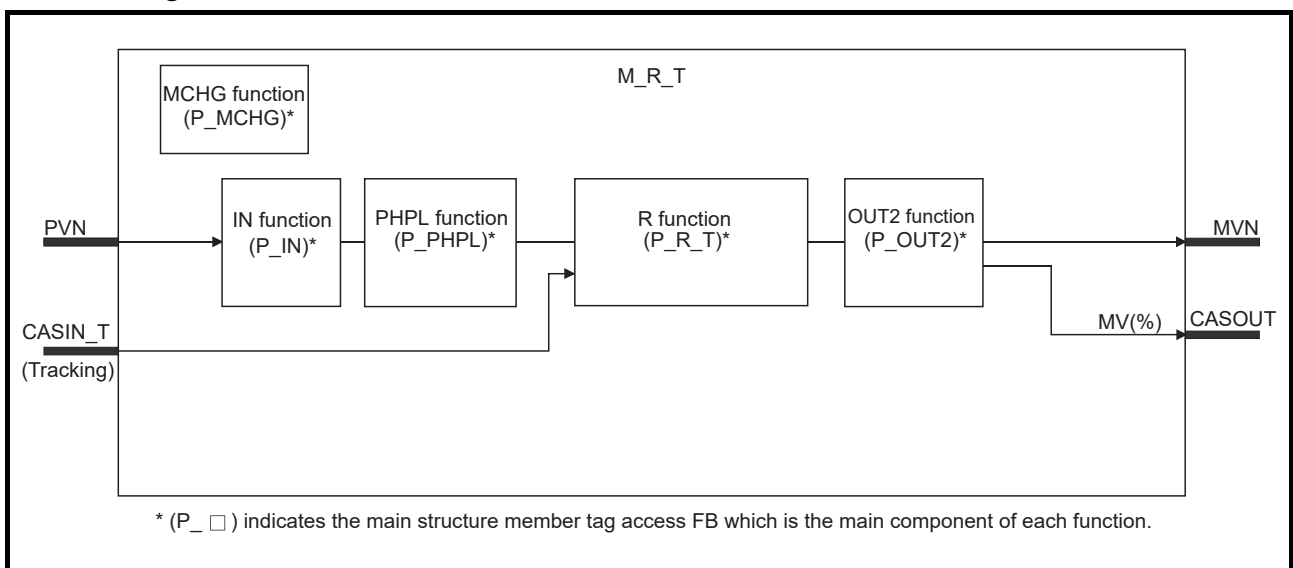 M_R_T
MCHG function
(P_MCHG)*
PVN
IN function
(P_IN)*
PHPL function
(P_PHPL)*
R function
(P_R_T)*
OUT2 function
(P_OUT2)*
MVN
CASIN_T
(Tracking)
MV(%)
CASOUT
* (P_ □ ) indicates the main structure member tag access FB which is the main component of each function.